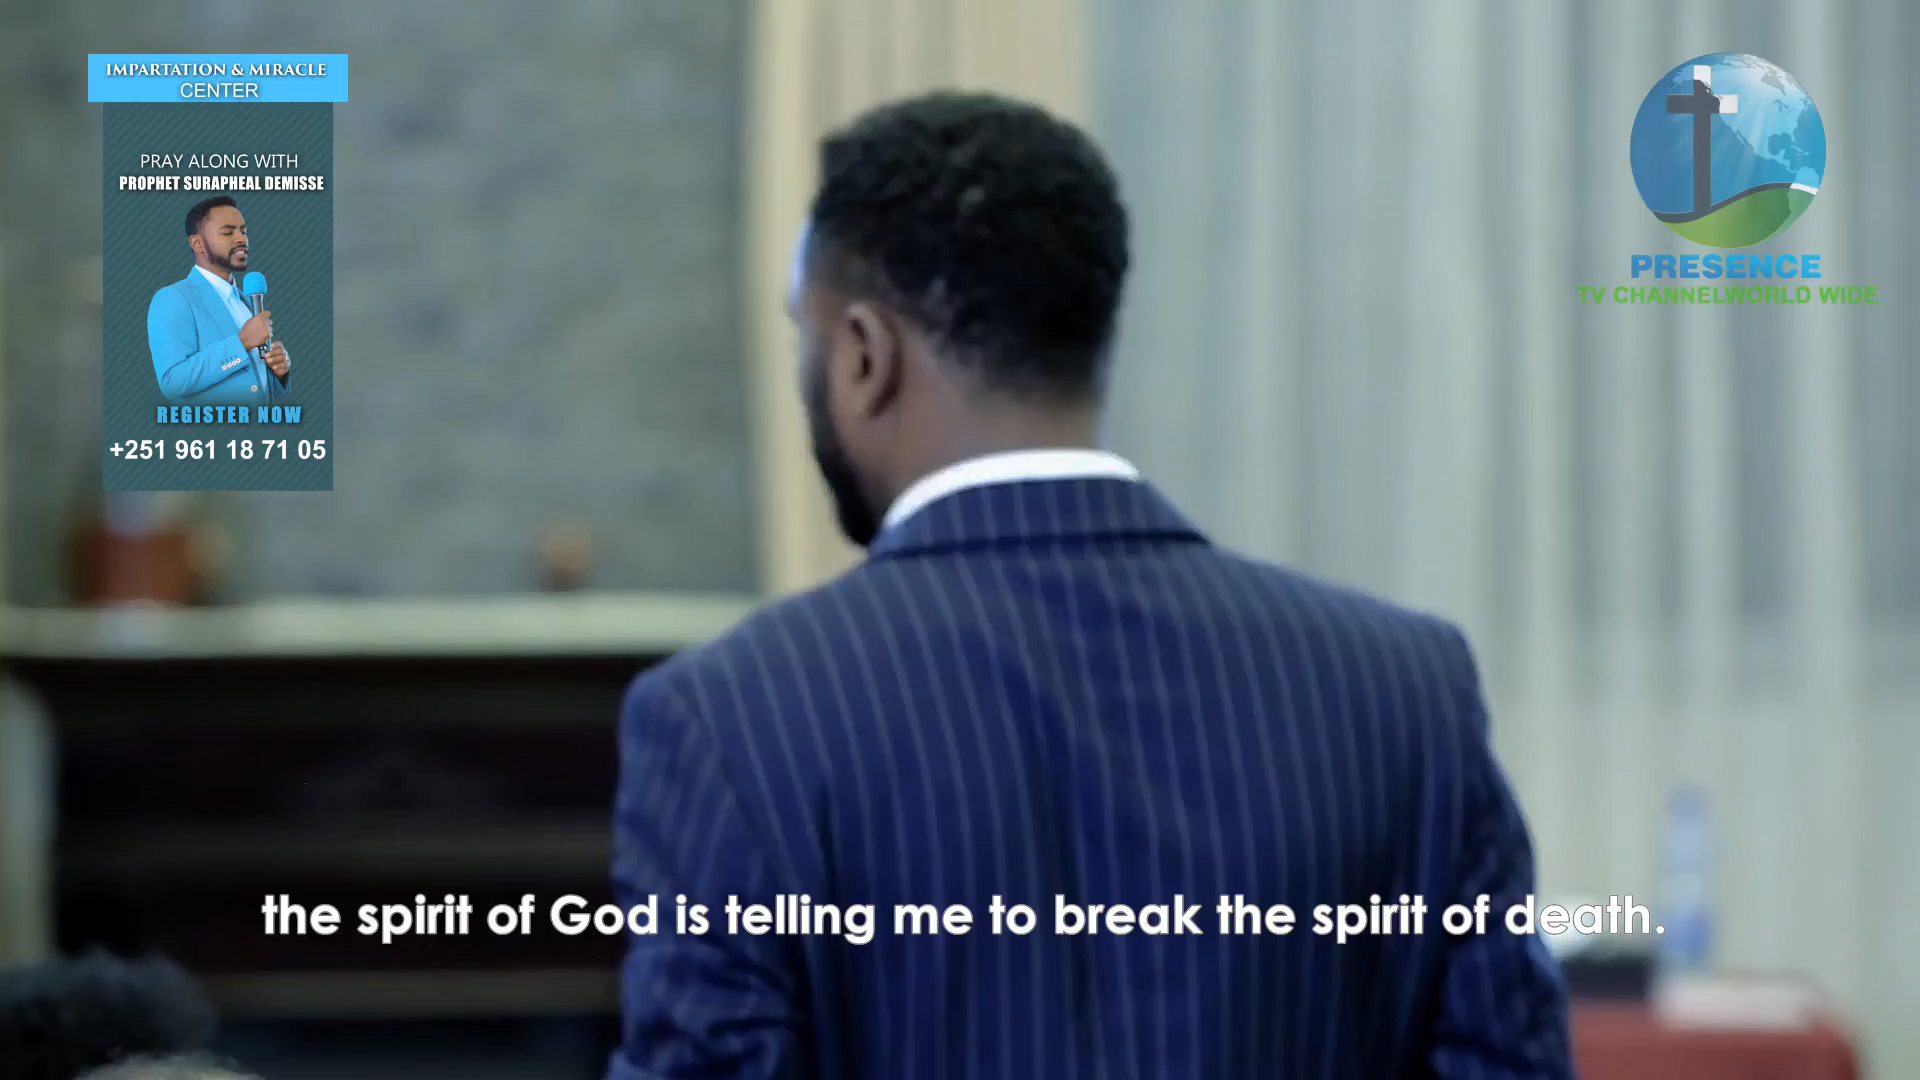 IMPARTATION & MIRACLE
CENTER
PRAY ALONG WITH
PROPHET SURAPHEAL DEMISSE
REGISTER NOW
+251 961 18 71 05
PRESENCE
TV CHANNELWORLD WIDE
the spirit of God is telling me to break the spirit of death.